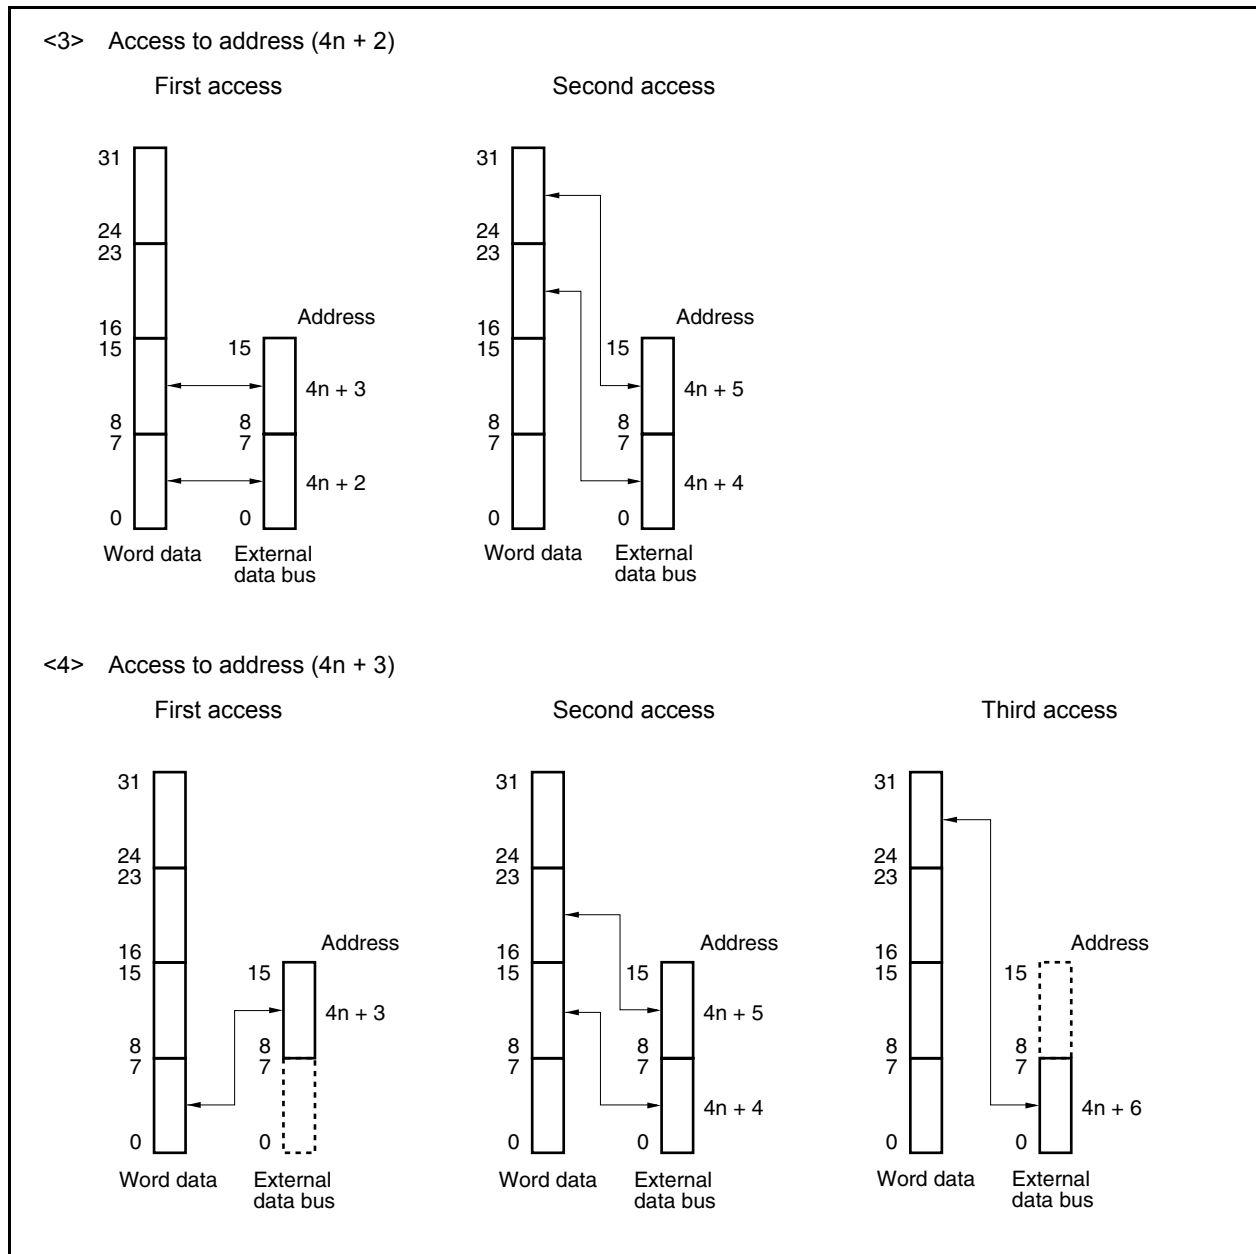 <3> Access to address (4n + 2)
First access
Second access
31
24
23
16
15
8
7
0
Word data
Address
15
4n + 3
8
7
4n + 2
0
External
data bus
31
24
23
16
15
8
7
0
Word data
Address
15
4n + 5
8
7
4n + 4
0
External
data bus
<4> Access to address (4n + 3)
First access
Second access
Third access
31
24
23
16
15
8
7
0
Word data
Address
15
4n + 3
8
7
0
External
data bus
31
24
23
16
15
8
7
0
Word data
Address
15
4n + 5
8
7
4n + 4
0
External
data bus
31
24
23
16
15
8
7
0
Word data
Address
15
8
7
4n + 6
0
External
data bus